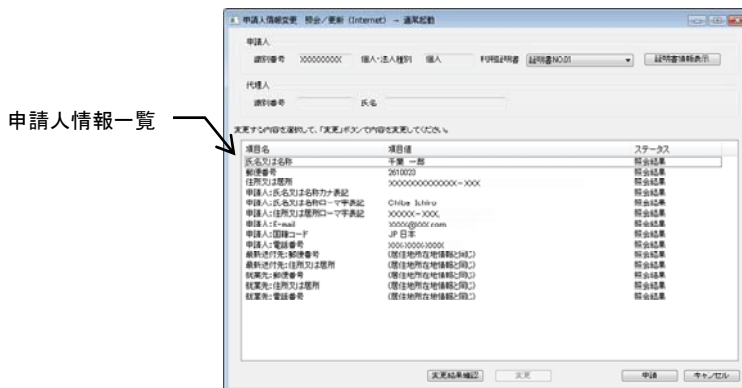 申請人情報変更 照会／更新（Internet） － 通常起動
申請人
識別番号 XXXXXXXXX 個人・法人種別 個人 利用証明書 証明書NO.01 証明書情報表示
代理人
識別番号 氏名
申請人情報一覧
変更する内容を選択して、「変更」ボタンで内容を変更してください。
項目名 項目値 ステータス
氏名又は名称 千葉 一郎 照会結果
郵便番号 2610023 照会結果
住所又は居所 XXXXXXXXXXXXX－XXX 照会結果
申請人：氏名又は名称カナ表記 照会結果
申請人：氏名又は名称ローマ字表記 Chiba Ichiro 照会結果
申請人：住所又は居所ローマ字表記 XXXXX－XXX, 照会結果
申請人：E-mail XXXX@XXX.com 照会結果
申請人：国籍コード JP 日本 照会結果
申請人：電話番号 XXX-XXXX-XXXX 照会結果
最新送付先：郵便番号 （居住地所在地情報と同じ） 照会結果
最新送付先：住所又は居所 （居住地所在地情報と同じ） 照会結果
就業先：郵便番号 （居住地所在地情報と同じ） 照会結果
就業先：住所又は居所 （居住地所在地情報と同じ） 照会結果
就業先：電話番号 （居住地所在地情報と同じ） 照会結果
変更結果確認 変更 申請 キャンセル